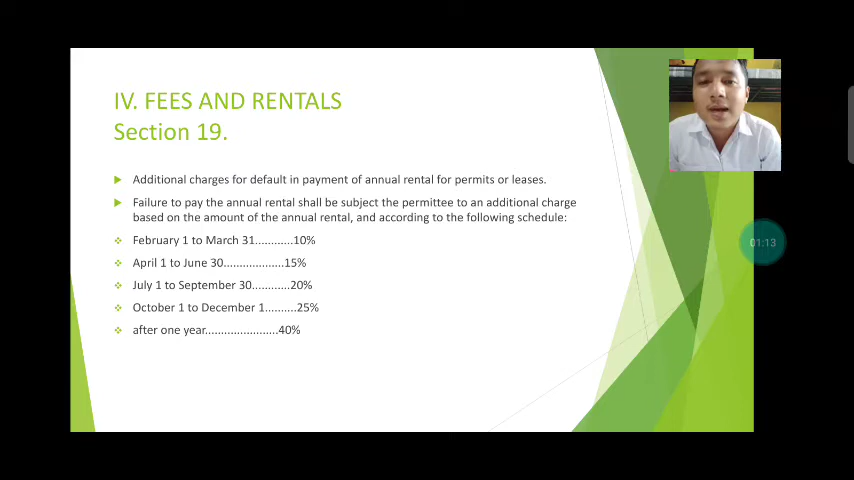 IV. FEES AND RENTALS
Section 19.
Additional charges for default in payment of annual rental for permits or leases.
Failure to pay the annual rental shall be subject the permittee to an additional charge
based on the amount of the annual rental, and according to the following schedule:
February 1 to March 31............10%
April 1 to June 30...................15%
July 1 to September 30............20%
October 1 to December 1.........25%
after one year.......................40%
01:13